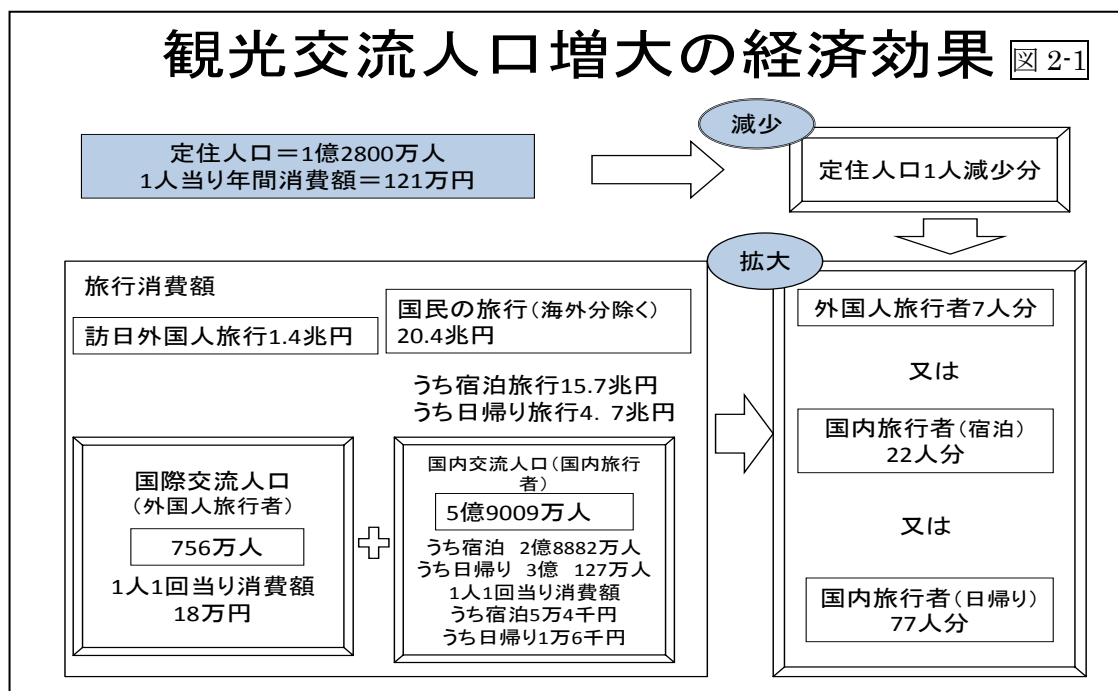 観光交流人口増大の経済効果
図 2-1
定住人口=1億2800万人
1人当り年間消費額=121万円
減少
定住人口1人減少分
拡大
旅行消費額
訪日外国人旅行1.4兆円
国民の旅行(海外分除く)
20.4兆円
うち宿泊旅行15.7兆円
うち日帰り旅行4. 7兆円
国際交流人口
(外国人旅行者)
756万人
1人1回当り消費額
18万円
国内交流人口(国内旅行
者)
5億9009万人
うち宿泊 2億8882万人
うち日帰り 3億 127万人
1人1回当り消費額
うち宿泊5万4千円
うち日帰り1万6千円
外国人旅行者7人分
又は
国内旅行者(宿泊)
22人分
又は
国内旅行者(日帰り)
77人分